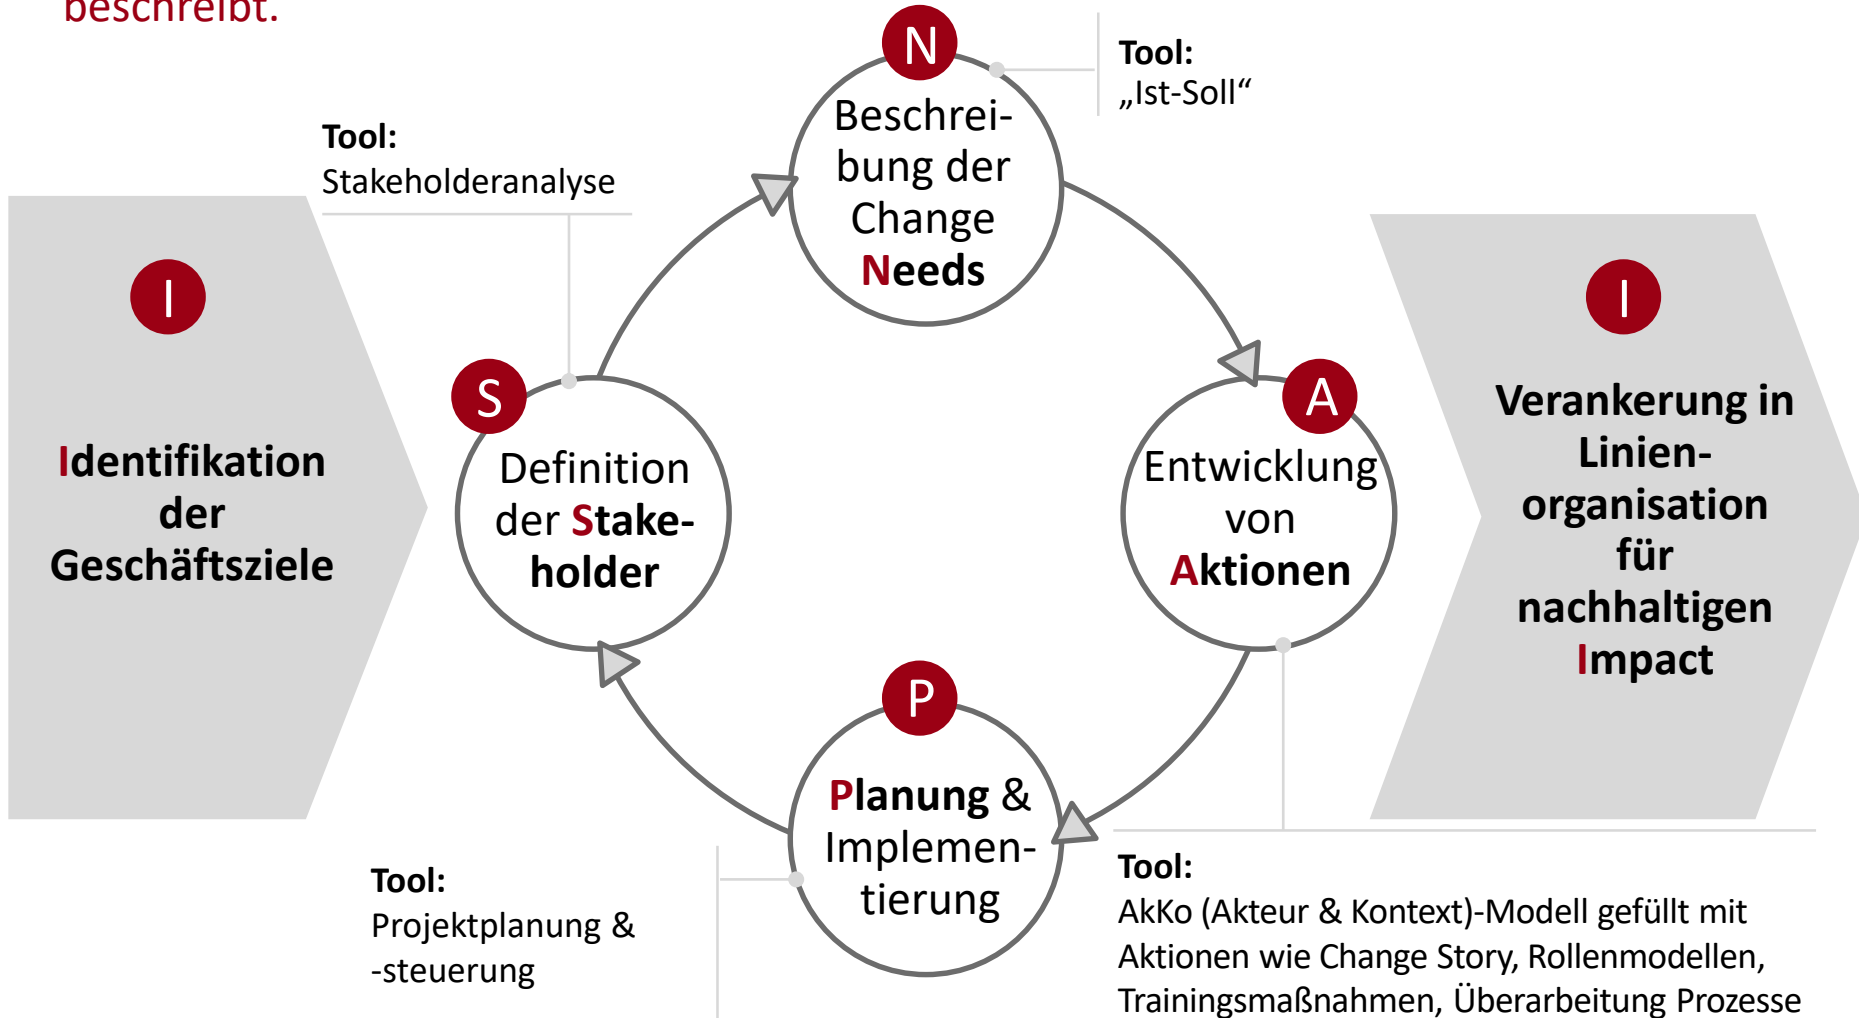 beschreibt.
N
Beschrei-
bung der
Change
Needs
Tool:
„Ist-Soll“
Tool:
Stakeholderanalyse
I
Identifikation
der
Geschäftsziele
S
Definition
der Stake-
holder
A
Entwicklung
von
Aktionen
I
Verankerung in
Linien-
organisation
für
nachhaltigen
Impact
P
Planung &
Implemen-
tierung
Tool:
Projektplanung &
-steuerung
Tool:
AkKo (Akteur & Kontext)-Modell gefüllt mit
Aktionen wie Change Story, Rollenmodellen,
Trainingsmaßnahmen, Überarbeitung Prozesse